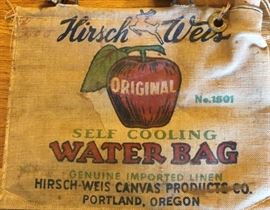 Hirsch Weis
ORIGINAL
No. 1501
SELF COOLING
WATER BAG
GENUINE IMPORTED LINEN
HIRSCH-WEIS CANVAS PRODUCTS CO.
PORTLAND, OREGON